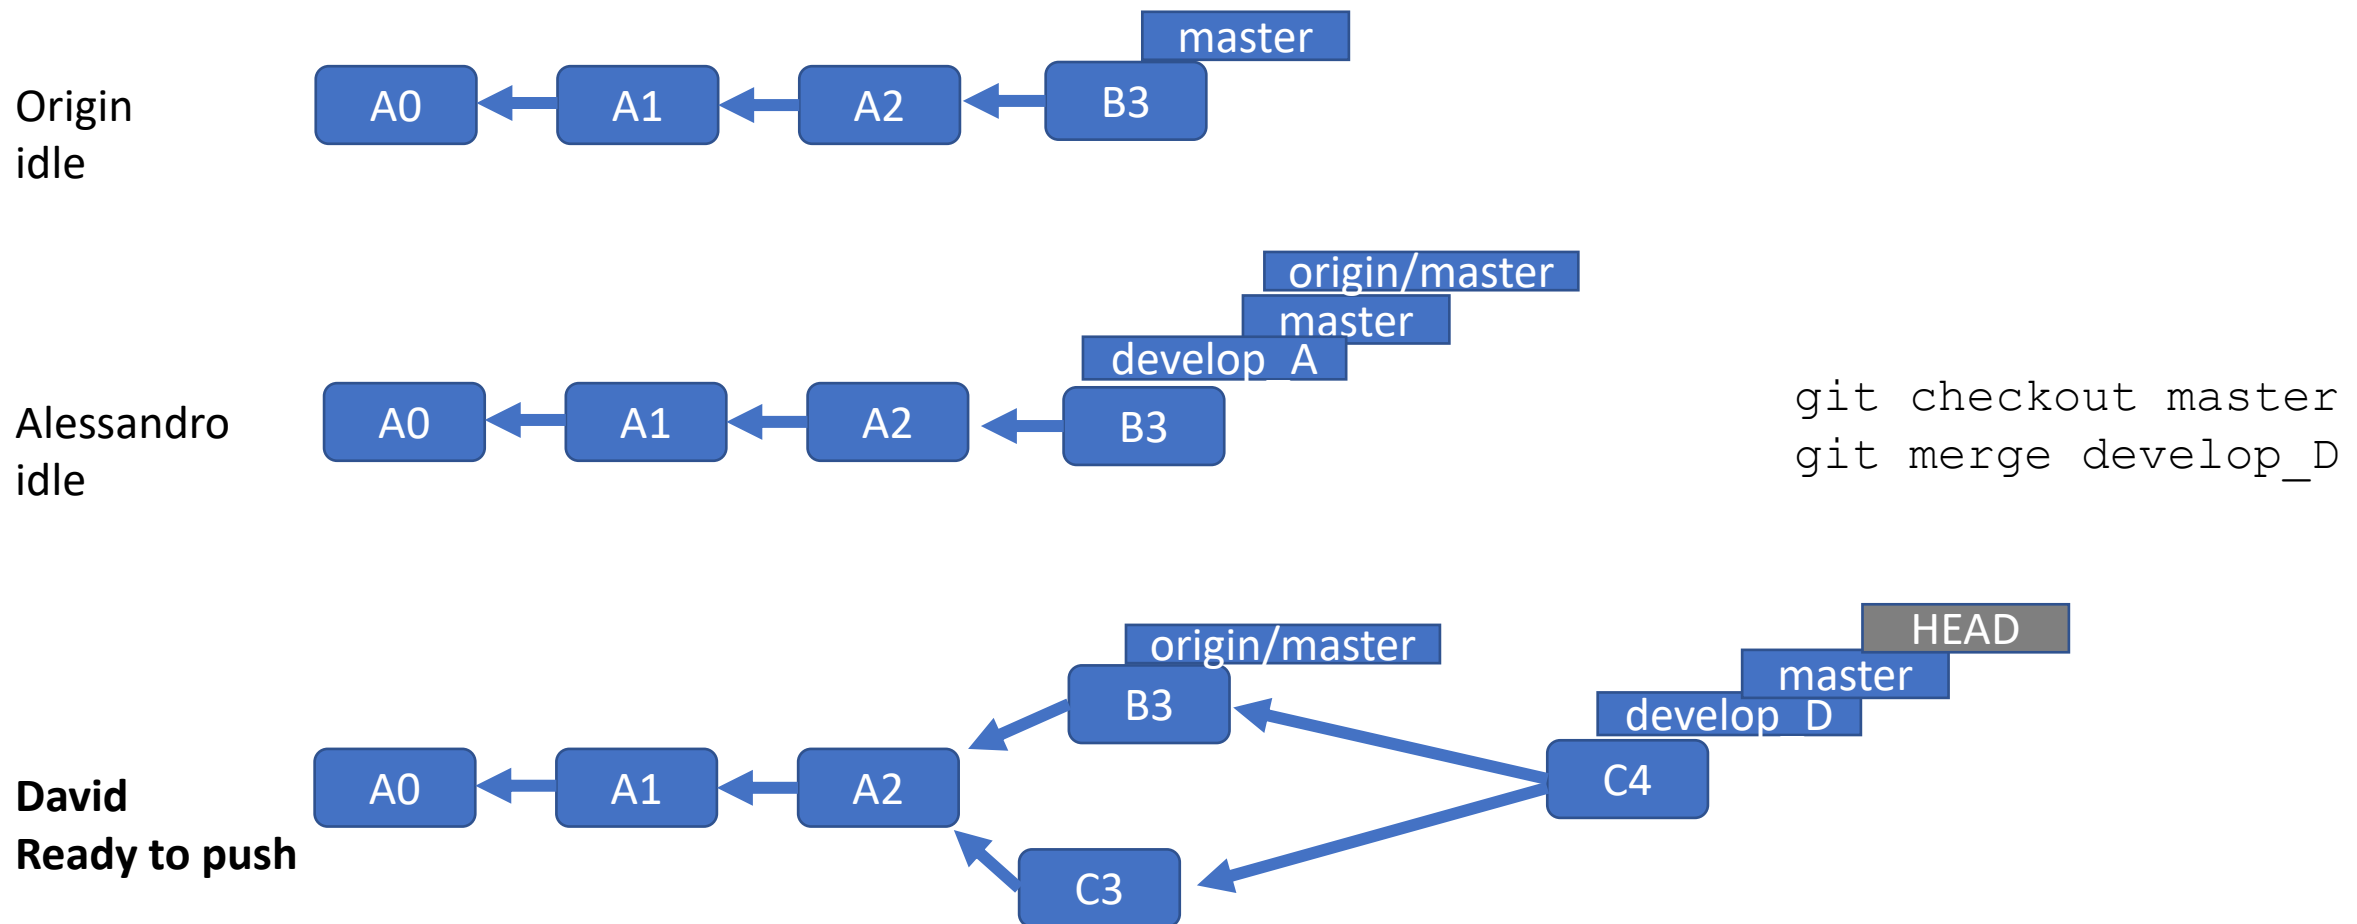 master
Origin
idle
A0
A1
A2
B3
origin/master
master
develop_A
Alessandro
idle
A0
A1
A2
B3
git checkout master
git merge develop_D
HEAD
origin/master
master
develop_D
B3
David
Ready to push
A0
A1
A2
C4
C3